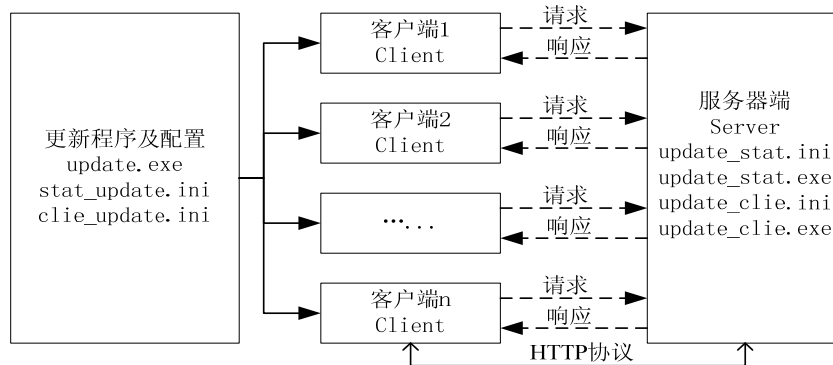 更新程序及配置
update.exe
stat_update.ini
clie_update.ini
客户端1
Client
请求
响应
客户端2
Client
请求
响应
……...
请求
响应
客户端n
Client
请求
响应
服务器端
Server
update_stat.ini
update_stat.exe
update_clie.ini
update_clie.exe
HTTP协议